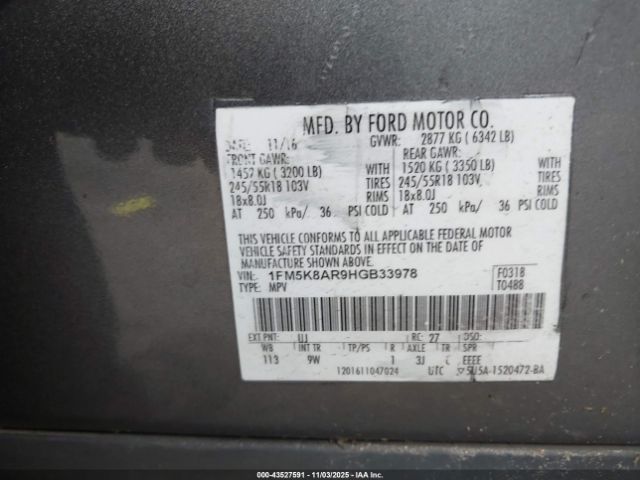 MFD. BY FORD MOTOR CO.
DATE: 11/16 GVWR: 2877 KG ( 6342 LB)
FRONT GAWR: REAR GAWR:
1457 KG ( 3200 LB) WITH 1520 KG ( 3350 LB) WITH
245/55R18 103V TIRES 245/55R18 103V TIRES
18x8.0J RIMS 18x8.0J RIMS
AT 250 kPa/ 36 PSI COLD AT 250 kPa/ 36 PSI COLD
THIS VEHICLE CONFORMS TO ALL APPLICABLE FEDERAL MOTOR
VEHICLE SAFETY STANDARDS IN EFFECT ON THE DATE OF
MANUFACTURE SHOWN ABOVE.
VIN: 1FM5K8AR9HGB33978 F0318
TYPE: MPV T0488
EXT PNT: UJ RC: 27 DSO:
WB INT TR TP/PS R AXLE TR SPR
113 9W 1 3J EEEE
1201611047024 UTC 5U5A-1520472-BA
000-43527591 - 11/03/2025 - IAA Inc.